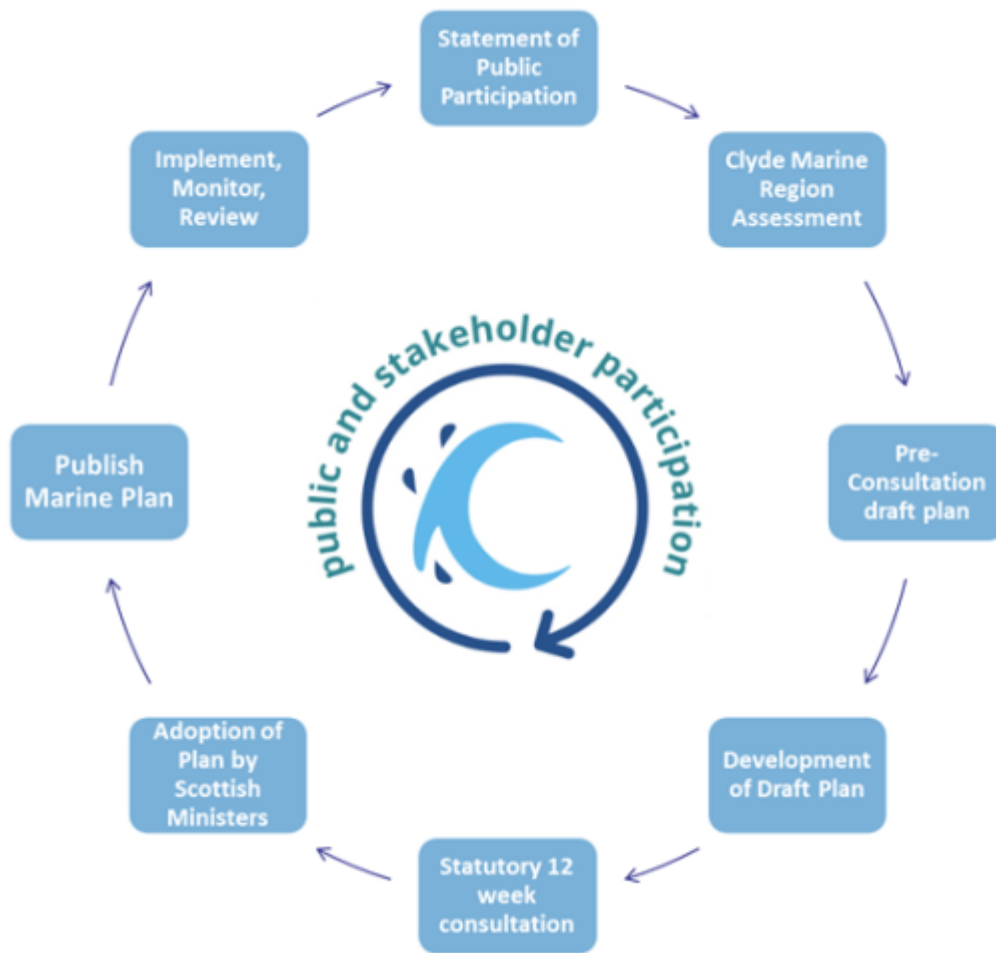 Statement of
Public
Participation
Clyde Marine
Region
Assessment
Pre-
Consultation
draft plan
Development
of Draft Plan
Statutory 12
week
consultation
Adoption of
Plan by
Scottish
Ministers
Publish
Marine Plan
Implement,
Monitor,
Review
public and stakeholder participation